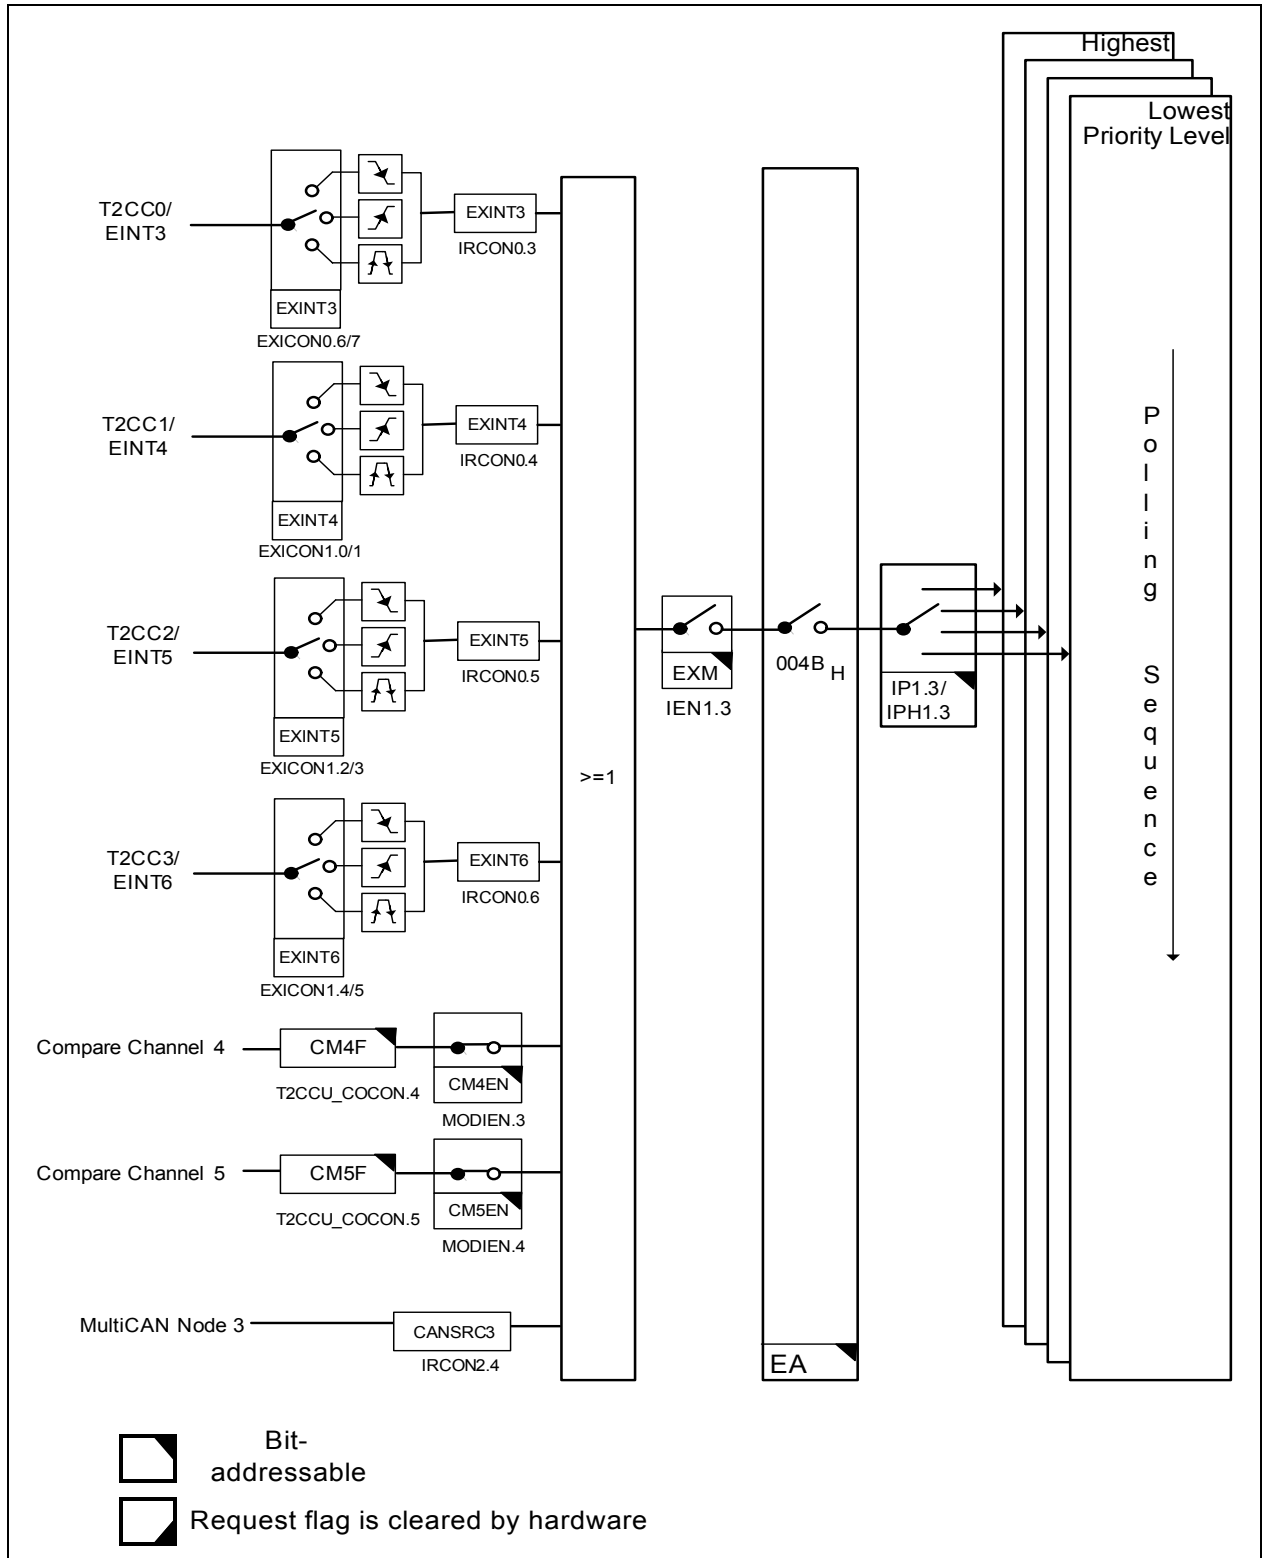 Highest
Lowest
Priority Level
T2CC0/
EINT3
EXINT3
IRCON0.3
EXINT3
EXICON0.6/7
T2CC1/
EINT4
EXINT4
IRCON0.4
EXINT4
EXICON1.0/1
T2CC2/
EINT5
EXINT5
IRCON0.5
EXINT5
EXICON1.2/3
T2CC3/
EINT6
EXINT6
IRCON0.6
EXINT6
EXICON1.4/5
Compare Channel 4
CM4F
T2CCU_COCON.4
CM4EN
MODIEN.3
Compare Channel 5
CM5F
T2CCU_COCON.5
CM5EN
MODIEN.4
MultiCAN Node 3
CANSRC3
IRCON2.4
>=1
EXM
IEN1.3
004B H
EA
IP1.3/
IPH1.3
Polling Sequence
Bit-
addressable
Request flag is cleared by hardware